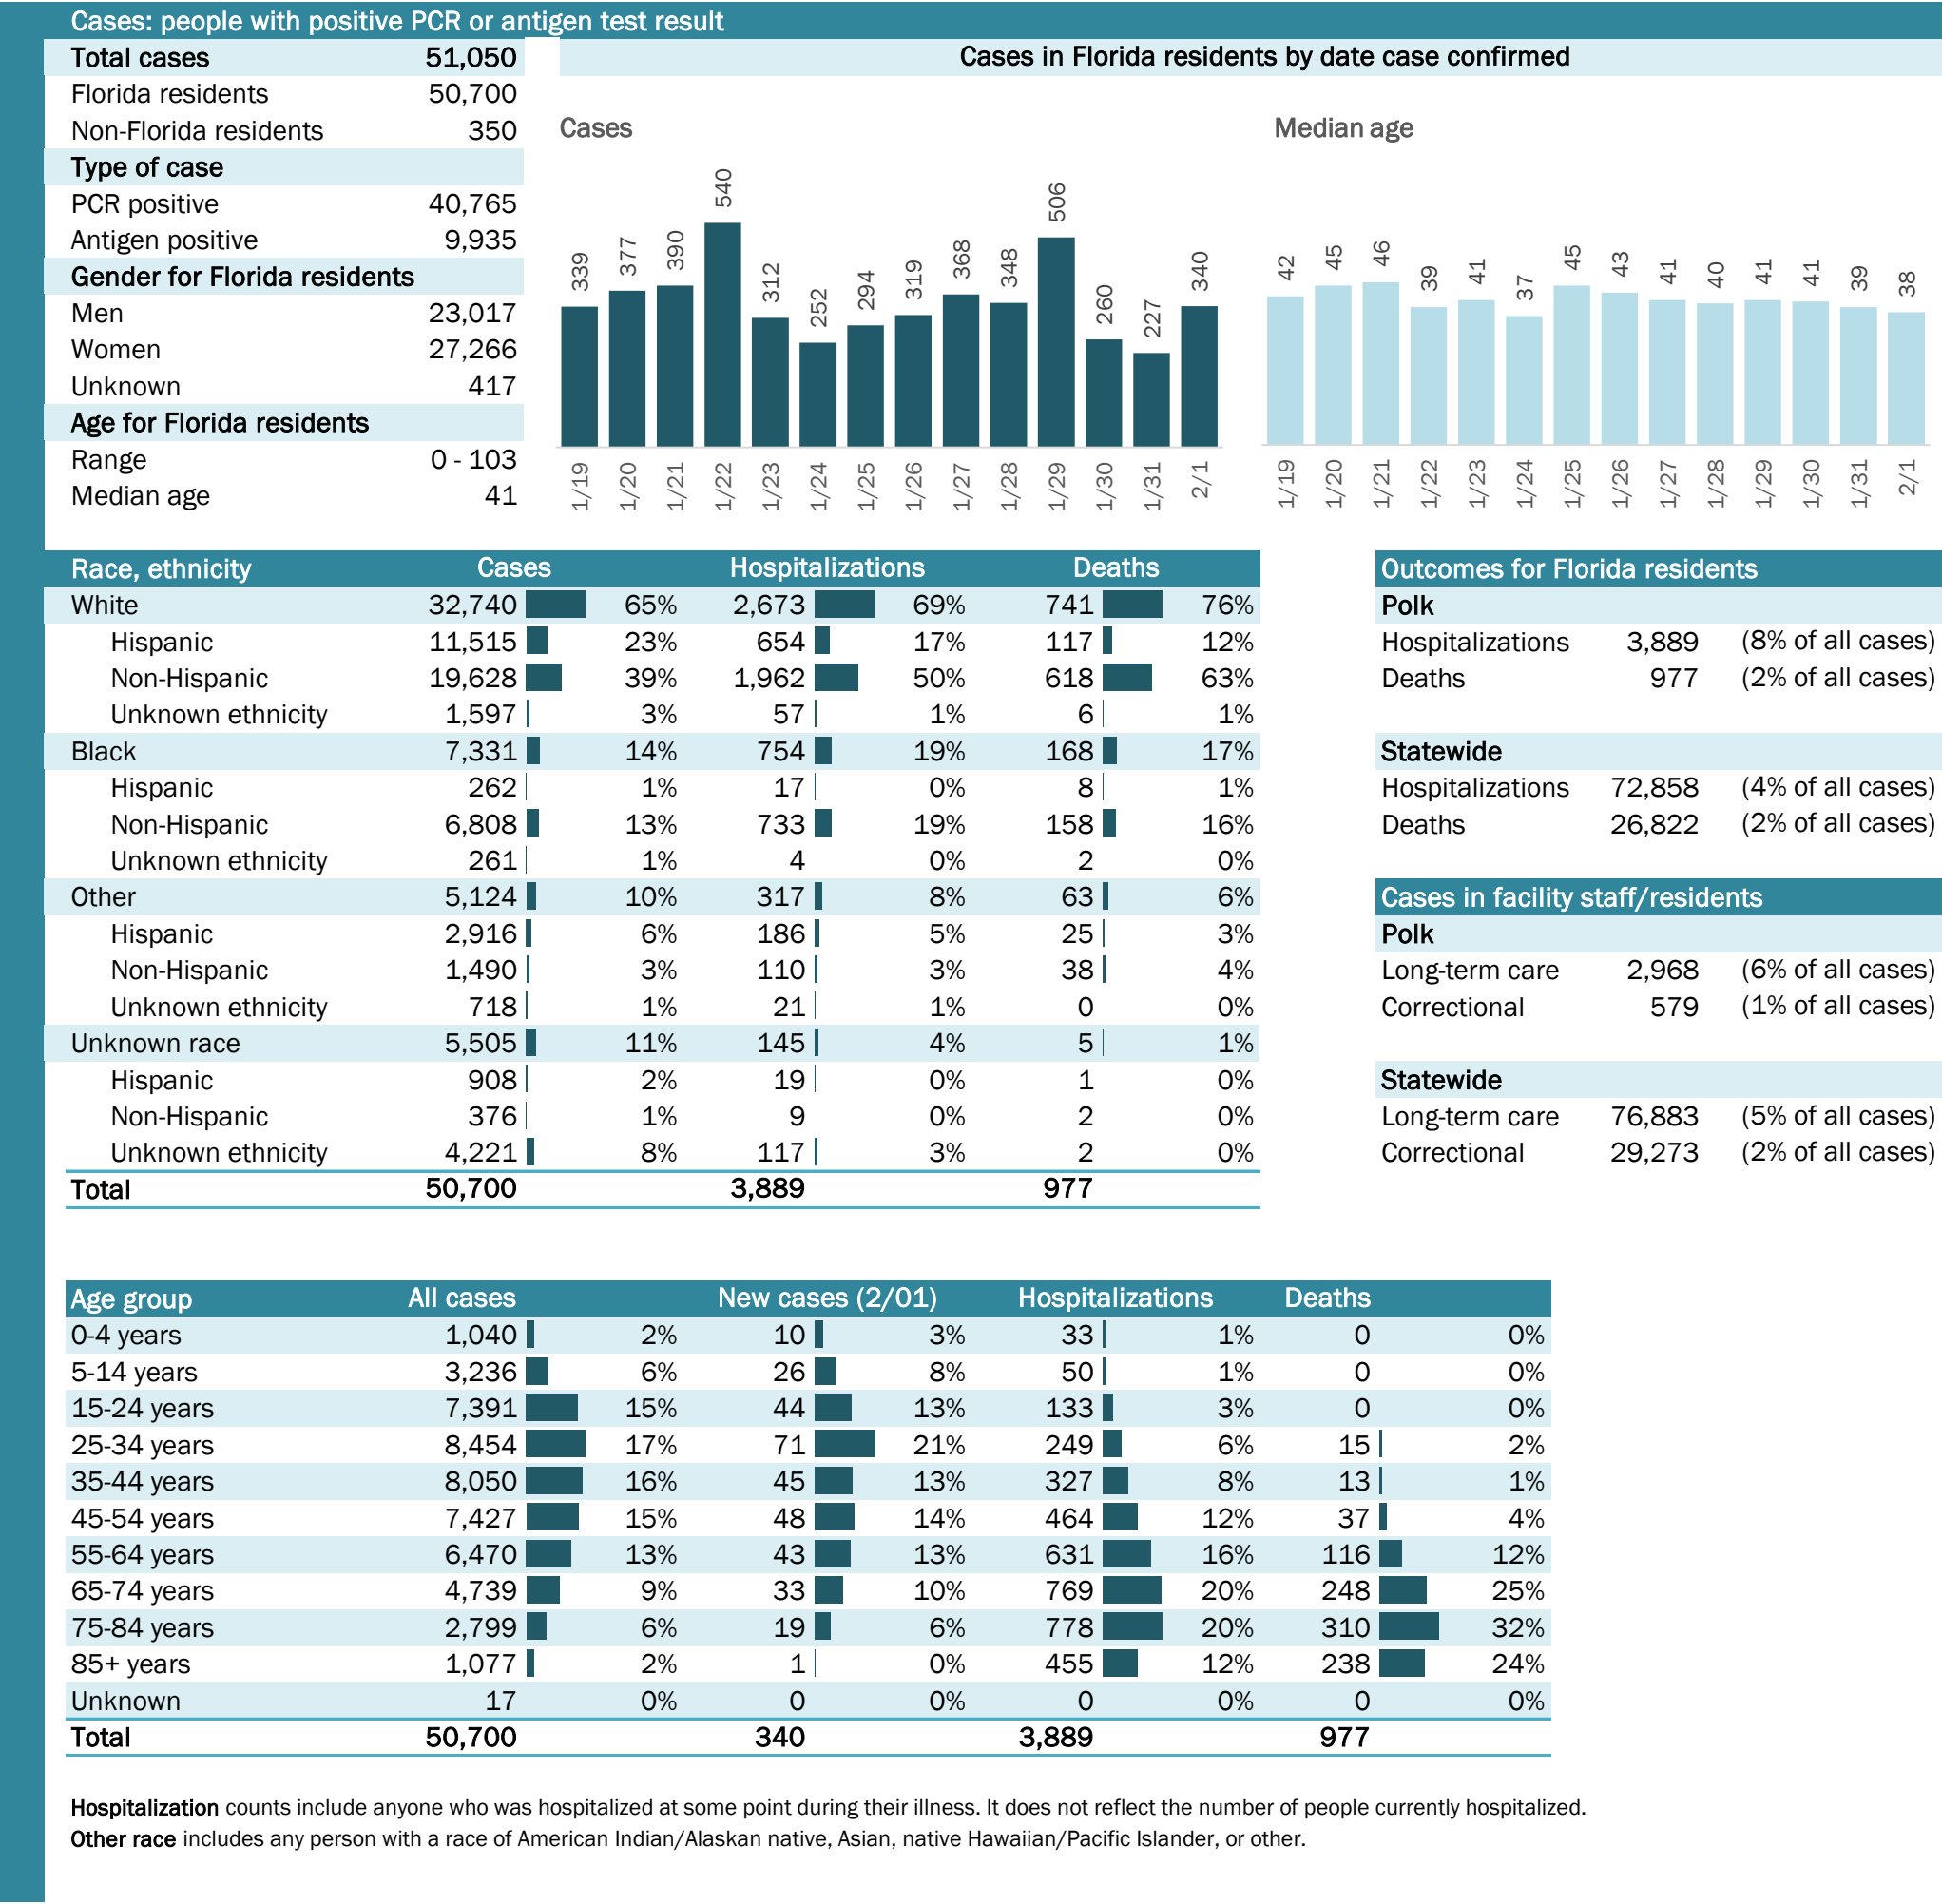 Cases: people with positive PCR or antigen test result
Total cases 51,050
Florida residents 50,700
Non-Florida residents 350
Type of case
PCR positive 40,765
Antigen positive 9,935
Gender for Florida residents
Men 23,017
Women 27,266
Unknown 417
Age for Florida residents
Range 0 - 103
Median age 41
Cases in Florida residents by date case confirmed
Cases
339 377 390 540 312 252 294 319 368 348 506 260 227 340
1/19 1/20 1/21 1/22 1/23 1/24 1/25 1/26 1/27 1/28 1/29 1/30 1/31 2/1
Median age
42 45 46 39 41 37 45 43 41 40 41 41 39 38
1/19 1/20 1/21 1/22 1/23 1/24 1/25 1/26 1/27 1/28 1/29 1/30 1/31 2/1
Race, ethnicity Cases Hospitalizations Deaths
White 32,740 65% 2,673 69% 741 76%
Hispanic 11,515 23% 654 17% 117 12%
Non-Hispanic 19,628 39% 1,962 50% 618 63%
Unknown ethnicity 1,597 3% 57 1% 6 1%
Black 7,331 14% 754 19% 168 17%
Hispanic 262 1% 17 0% 8 1%
Non-Hispanic 6,808 13% 733 19% 158 16%
Unknown ethnicity 261 1% 4 0% 2 0%
Other 5,124 10% 317 8% 63 6%
Hispanic 2,916 6% 186 5% 25 3%
Non-Hispanic 1,490 3% 110 3% 38 4%
Unknown ethnicity 718 1% 21 1% 0 0%
Unknown race 5,505 11% 145 4% 5 1%
Hispanic 908 2% 19 0% 1 0%
Non-Hispanic 376 1% 9 0% 2 0%
Unknown ethnicity 4,221 8% 117 3% 2 0%
Total 50,700 3,889 977
Outcomes for Florida residents
Polk
Hospitalizations 3,889 (8% of all cases)
Deaths 977 (2% of all cases)
Statewide
Hospitalizations 72,858 (4% of all cases)
Deaths 26,822 (2% of all cases)
Cases in facility staff/residents
Polk
Long-term care 2,968 (6% of all cases)
Correctional 579 (1% of all cases)
Statewide
Long-term care 76,883 (5% of all cases)
Correctional 29,273 (2% of all cases)
Age group All cases New cases (2/01) Hospitalizations Deaths
0-4 years 1,040 2% 10 3% 33 1% 0 0%
5-14 years 3,236 6% 26 8% 50 1% 0 0%
15-24 years 7,391 15% 44 13% 133 3% 0 0%
25-34 years 8,454 17% 71 21% 249 6% 15 2%
35-44 years 8,050 16% 45 13% 327 8% 13 1%
45-54 years 7,427 15% 48 14% 464 12% 37 4%
55-64 years 6,470 13% 43 13% 631 16% 116 12%
65-74 years 4,739 9% 33 10% 769 20% 248 25%
75-84 years 2,799 6% 19 6% 778 20% 310 32%
85+ years 1,077 2% 1 0% 455 12% 238 24%
Unknown 17 0% 0 0% 0 0% 0 0%
Total 50,700 340 3,889 977
Hospitalization counts include anyone who was hospitalized at some point during their illness. It does not reflect the number of people currently hospitalized.
Other race includes any person with a race of American Indian/Alaskan native, Asian, native Hawaiian/Pacific Islander, or other.